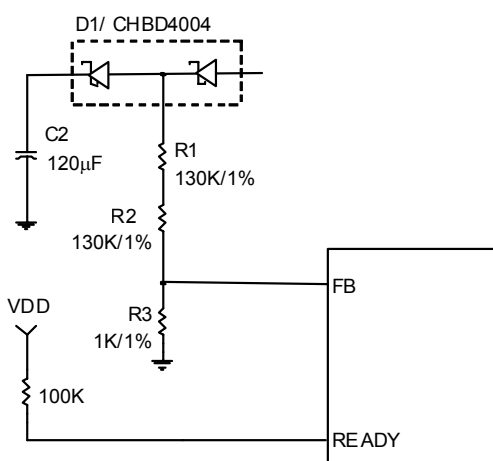 D1/ CHBD4004
C2
120μF
R1
130K/1%
R2
130K/1%
FB
VDD
R3
1K/1%
100K
READY